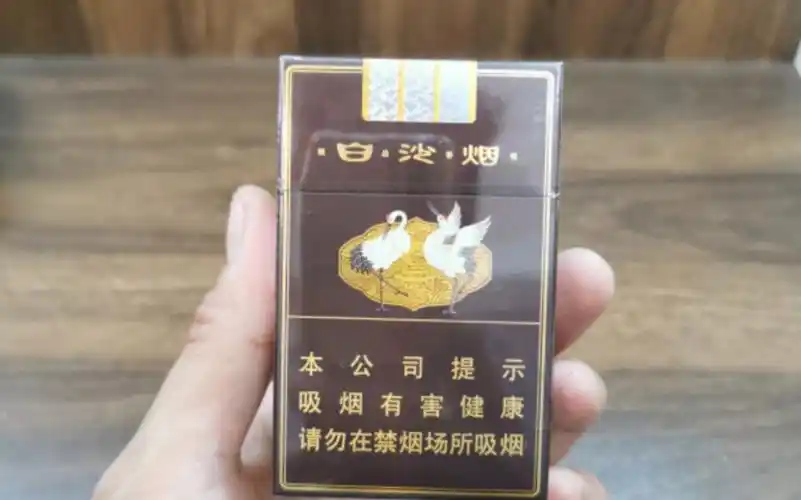 白沙烟
本公司提示
吸烟有害健康
请勿在禁烟场所吸烟